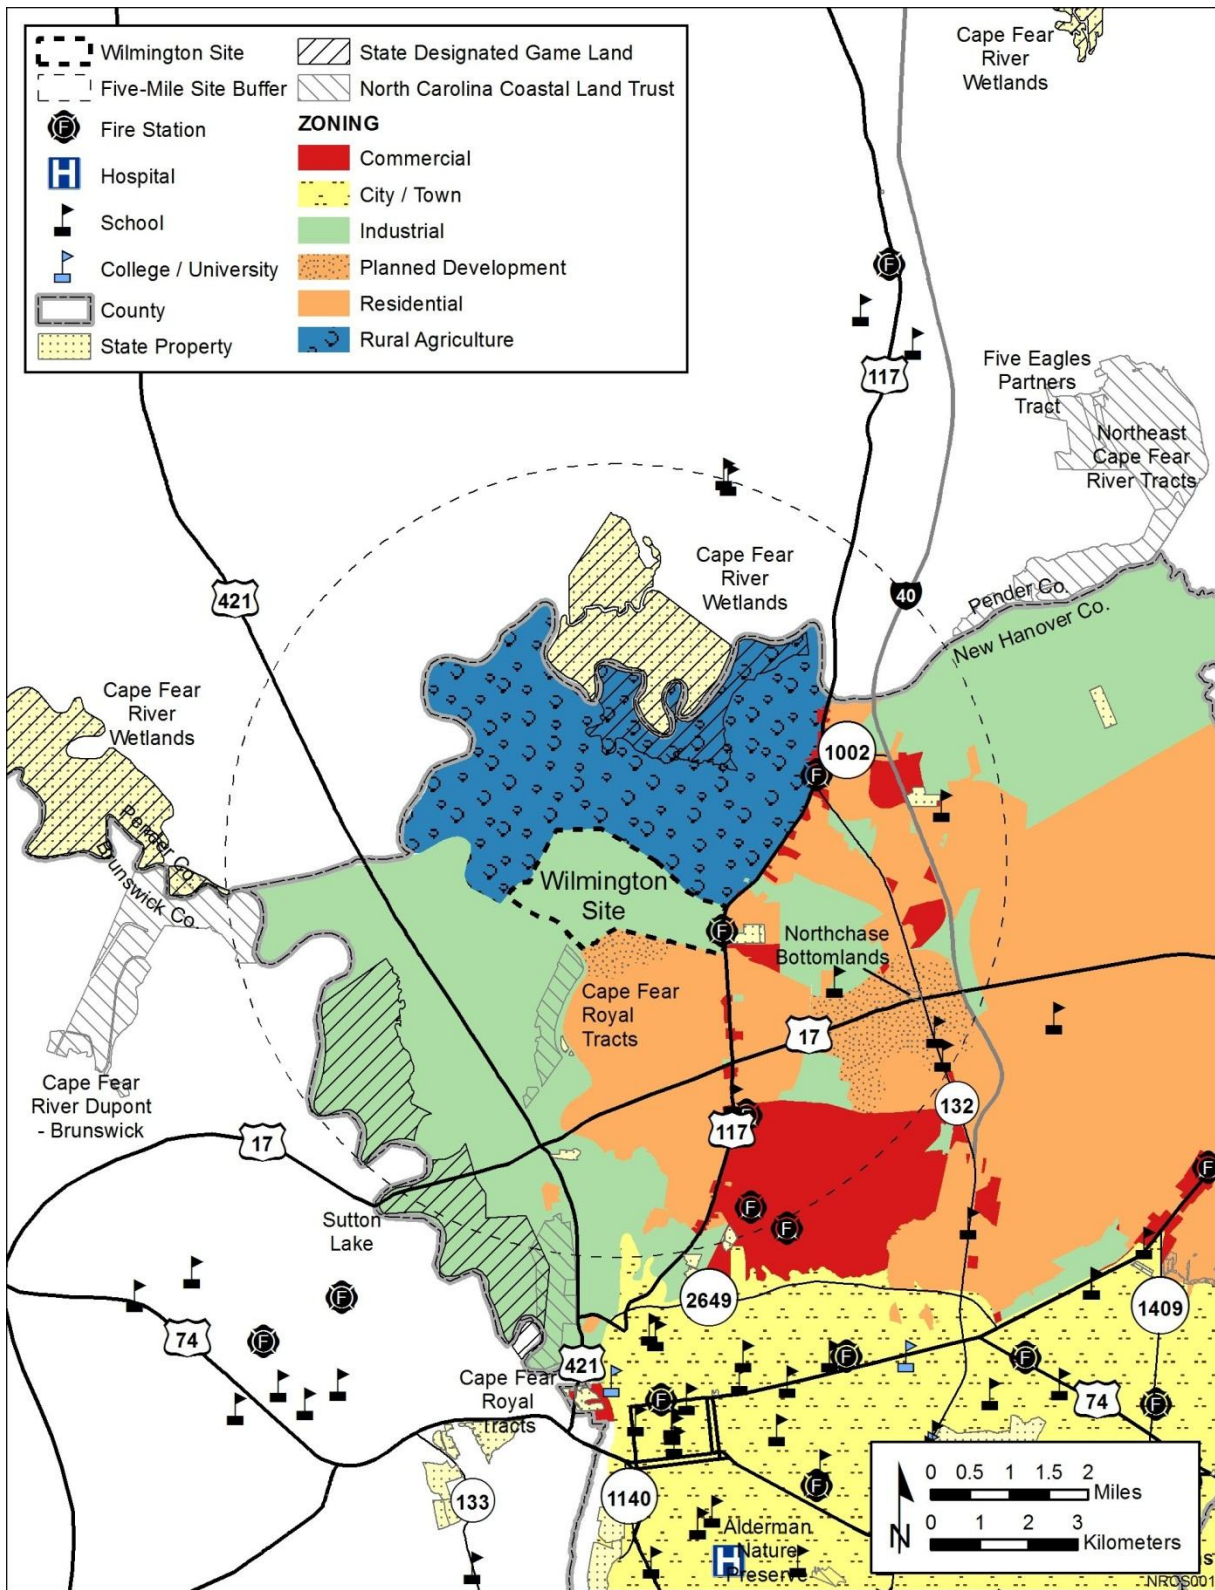 Wilmington Site
Five-Mile Site Buffer
Fire Station
Hospital
School
College / University
County
State Property
State Designated Game Land
North Carolina Coastal Land Trust
ZONING
Commercial
City / Town
Industrial
Planned Development
Residential
Rural Agriculture
F
H
Cape Fear
River
Wetlands
F
117
Five Eagles
Partners
Tract
Northeast
Cape Fear
River Tracts
Cape Fear
River
Wetlands
421
40
Pender Co.
New Hanover Co.
Cape Fear
River
Wetlands
1002
F
Pender Co.
Brunswick Co.
Wilmington
Site
F
Northchase
Bottomlands
Cape Fear
Royal
Tracts
17
Cape Fear
River Dupont
- Brunswick
132
F
117
17
F
Sutton
Lake
F
F
F
2649
1409
74
F
421
F
F
Cape Fear
Royal
Tracts
F
74
F
133
1140
F
Alderman
Nature
Preserve
H
0 0.5 1 1.5 2
Miles
0 1 2 3
Kilometers
N
NROS001